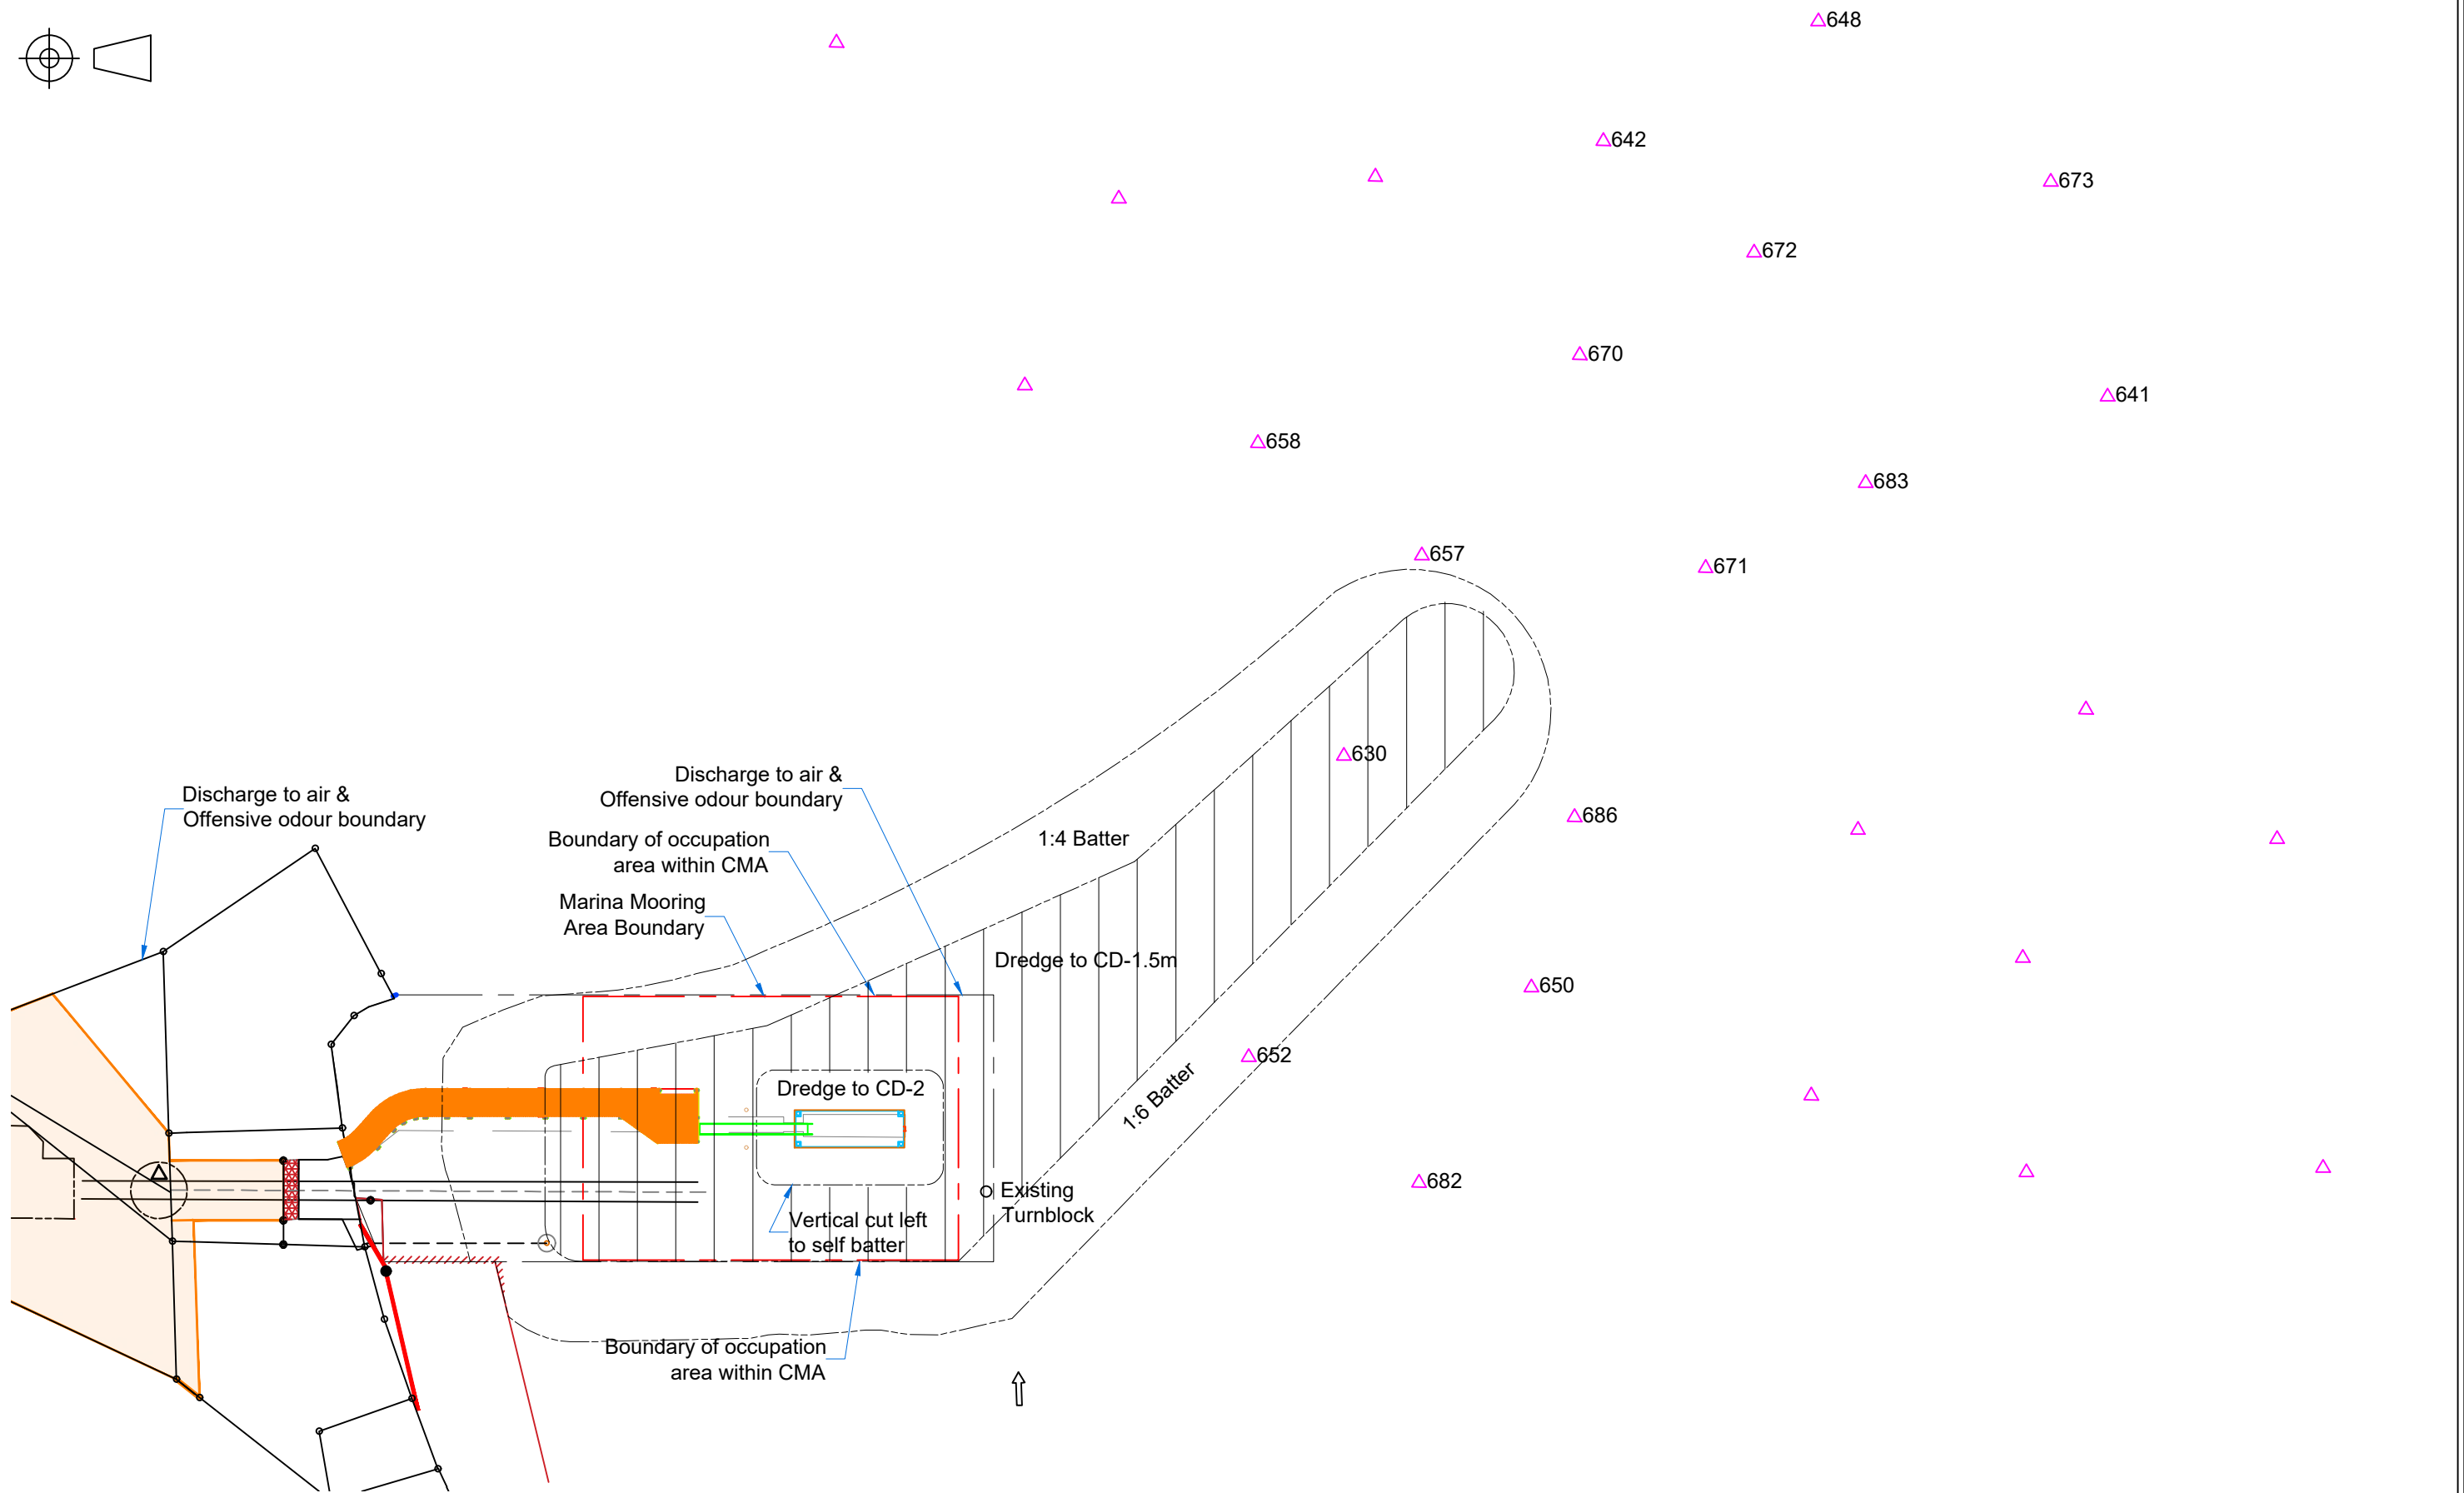 648
642
673
672
670
641
658
683
657
671
630
Discharge to air &
Offensive odour boundary
Discharge to air &
Offensive odour boundary
686
1:4 Batter
Boundary of occupation
area within CMA
Marina Mooring
Area Boundary
Dredge to CD-1.5m
650
652
Dredge to CD-2
1:6 Batter
682
Existing
Turnblock
Vertical cut left
to self batter
Boundary of occupation
area within CMA